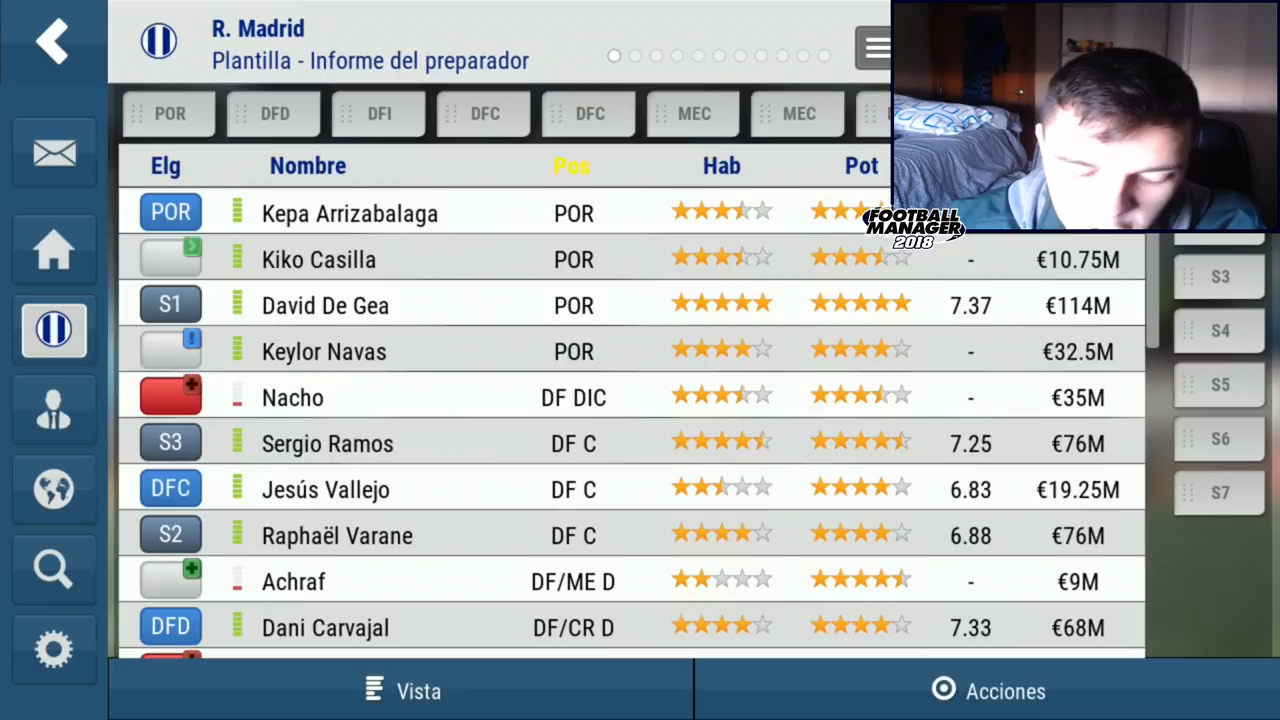 R. Madrid
Plantilla - Informe del preparador
POR DFD DFI DFC DFC MEC MEC
Elg Nombre Pos Hab Pot
POR Kepa Arrizabalaga POR
FOOTBALL
MANAGER
2018
Kiko Casilla POR - €10.75M
S1 David De Gea POR 7.37 €114M
Keylor Navas POR - €32.5M
Nacho DF DIC - €35M
S3 Sergio Ramos DF C 7.25 €76M
DFC Jesús Vallejo DF C 6.83 €19.25M
S2 Raphaël Varane DF C 6.88 €76M
Achraf DF/ME D - €9M
DFD Dani Carvajal DF/CR D 7.33 €68M
S3
S4
S5
S6
S7
Vista
Acciones